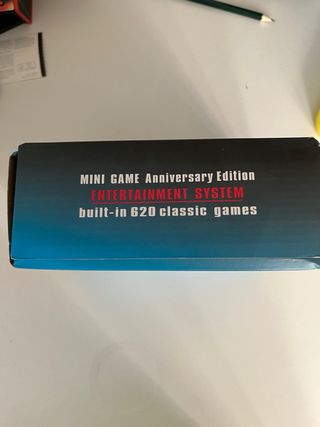 MINI GAME Anniversary Edition
ENTERTAINMENT SYSTEM
built-in 620 classic games